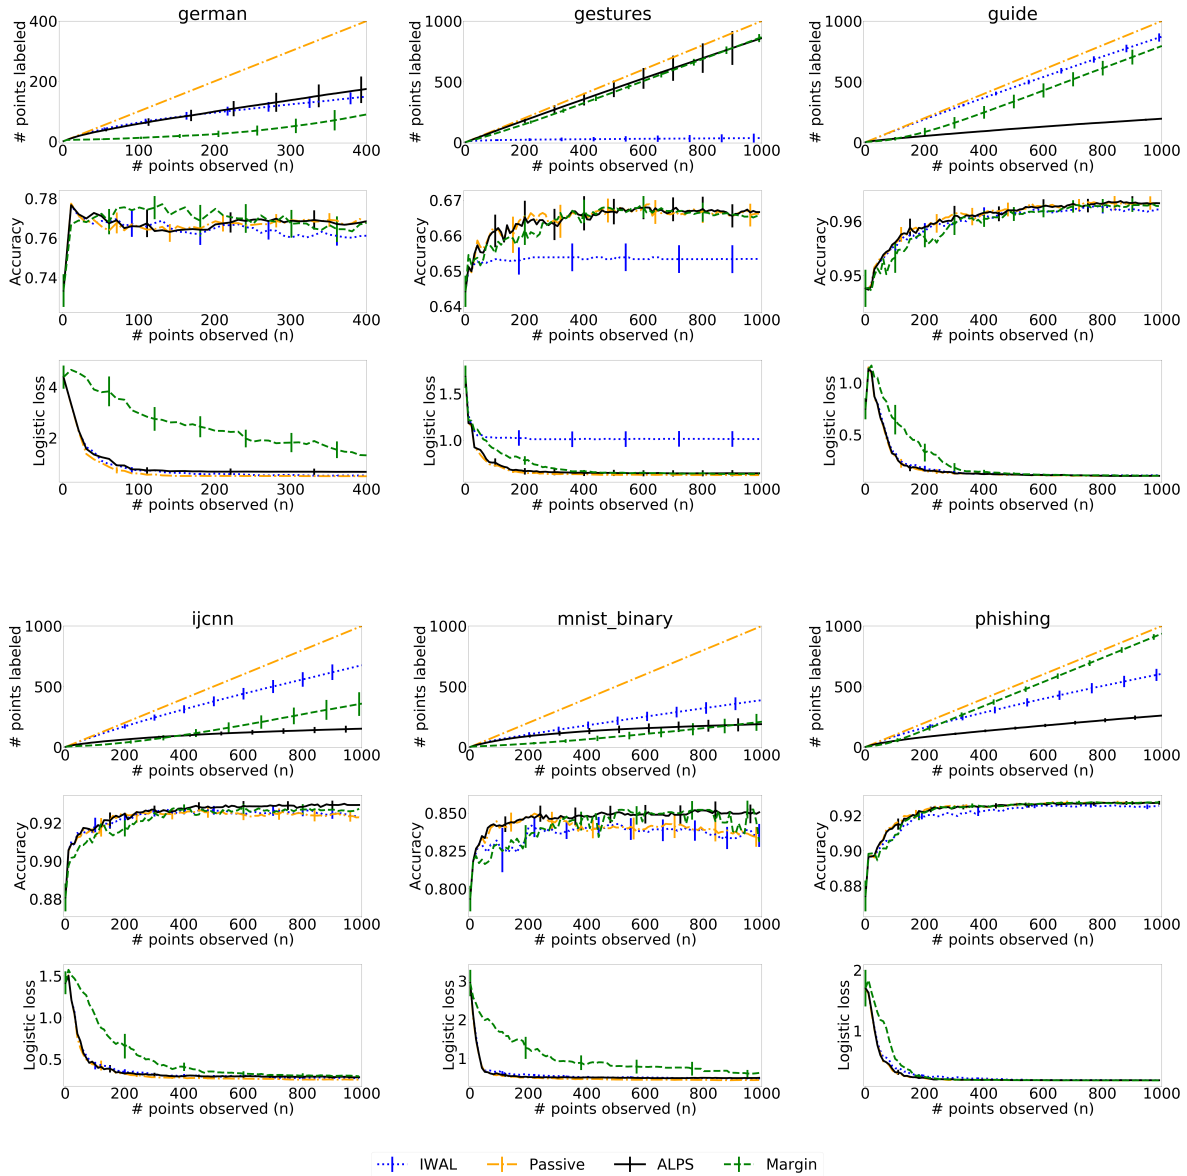 german
# points labeled
400
200
0
0 100 200 300 400
# points observed (n)
gestures
# points labeled
1000
500
0
0 200 400 600 800 1000
# points observed (n)
guide
# points labeled
1000
500
0
0 200 400 600 800 1000
# points observed (n)
Accuracy
0.78
0.76
0.74
0 100 200 300 400
# points observed (n)
Accuracy
0.67
0.66
0.65
0.64
0 200 400 600 800 1000
# points observed (n)
Accuracy
0.96
0.95
0 200 400 600 800 1000
# points observed (n)
Logistic loss
4
2
0 100 200 300 400
# points observed (n)
Logistic loss
1.5
1.0
0 200 400 600 800 1000
# points observed (n)
Logistic loss
1.0
0.5
0 200 400 600 800 1000
# points observed (n)
ijcnn
# points labeled
1000
500
0
0 200 400 600 800 1000
# points observed (n)
mnist_binary
# points labeled
1000
500
0
0 200 400 600 800 1000
# points observed (n)
phishing
# points labeled
1000
500
0
0 200 400 600 800 1000
# points observed (n)
Accuracy
0.92
0.90
0.88
0 200 400 600 800 1000
# points observed (n)
Accuracy
0.850
0.825
0.800
0 200 400 600 800 1000
# points observed (n)
Accuracy
0.92
0.90
0.88
0 200 400 600 800 1000
# points observed (n)
Logistic loss
1.5
1.0
0.5
0 200 400 600 800 1000
# points observed (n)
Logistic loss
3
2
1
0 200 400 600 800 1000
# points observed (n)
Logistic loss
2
1
0 200 400 600 800 1000
# points observed (n)
IWAL Passive ALPS Margin